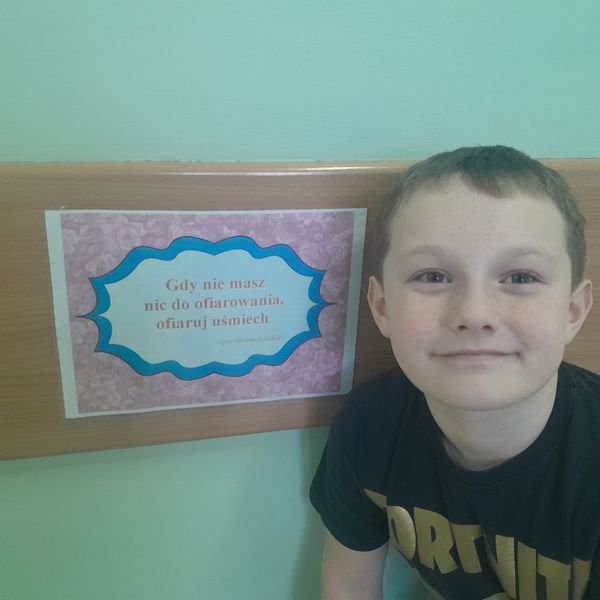 Gdy nie masz
nic do ofiarowania,
ofiaruj uśmiech.
FORTNITE